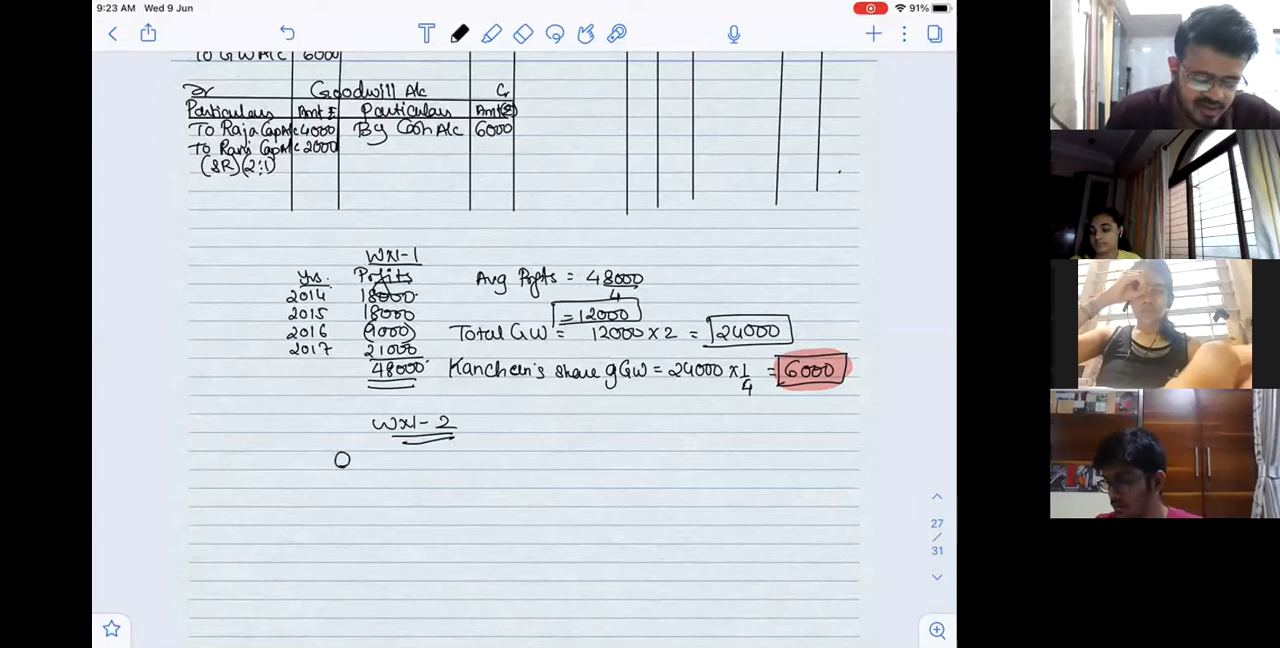 9:23 AM Wed 9 Jun
91%
To GW A/c 6000
Dr Goodwill A/c Cr
Particulars Amt ₹ Particulars Amt(₹)
To Raja Cap A/c 4000 By Cash A/c 6000
To Rani Cap A/c 2000
(SR)(2:1)
WN-1
yrs. Profits Avg Profits = 48000
2014 18000 4
2015 18000 = 12000
2016 (9000) Total GW = 12000 x 2 = 24000
2017 21000
48000 Kanchan's share of GW = 24000 x 1 = 6000
4
WN-2
27
/
31